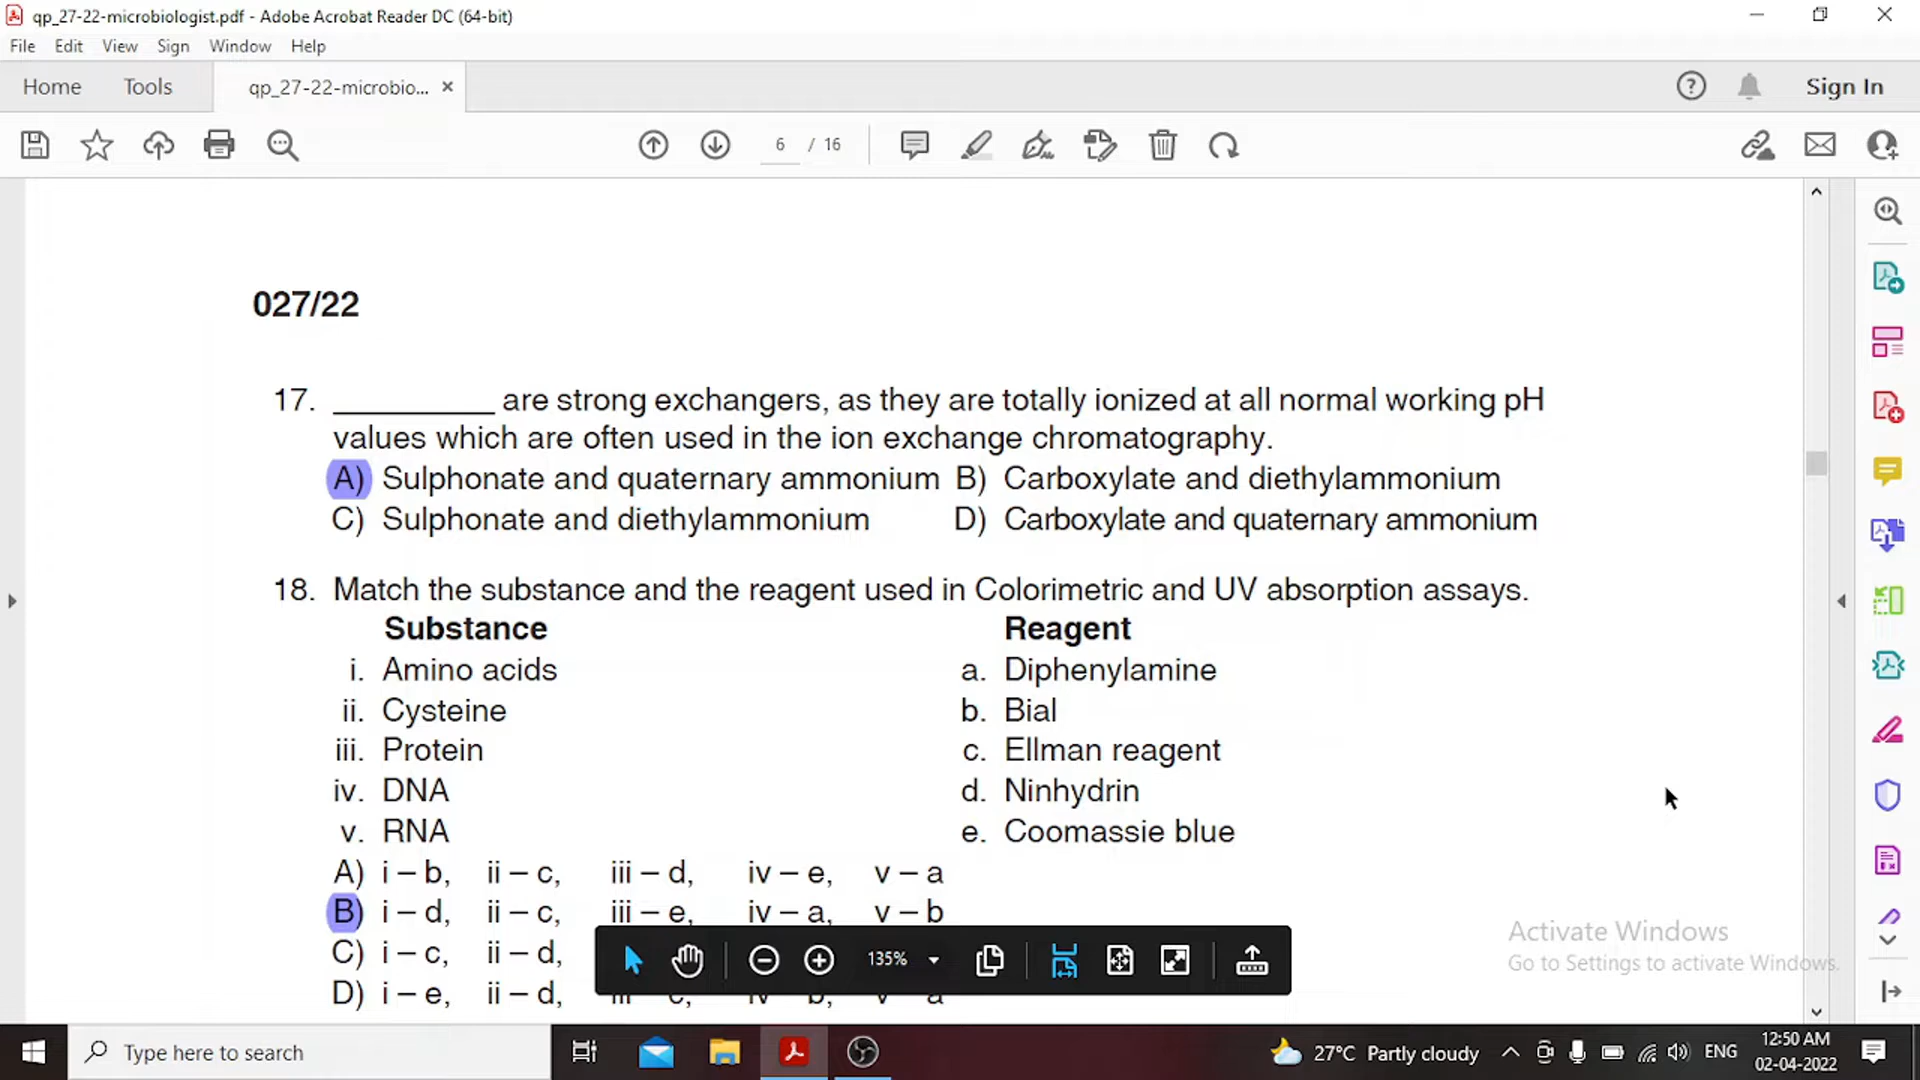 qp_27-22-microbiologist.pdf - Adobe Acrobat Reader DC (64-bit)
File Edit View Sign Window Help
Home Tools qp_27-22-microbio... × Sign In
6 / 16
027/22
17. __________ are strong exchangers, as they are totally ionized at all normal working pH
values which are often used in the ion exchange chromatography.
A) Sulphonate and quaternary ammonium B) Carboxylate and diethylammonium
C) Sulphonate and diethylammonium D) Carboxylate and quaternary ammonium
18. Match the substance and the reagent used in Colorimetric and UV absorption assays.
Substance Reagent
i. Amino acids a. Diphenylamine
ii. Cysteine b. Bial
iii. Protein c. Ellman reagent
iv. DNA d. Ninhydrin
v. RNA e. Coomassie blue
A) i – b, ii – c, iii – d, iv – e, v – a
B) i – d, ii – c, iii – e, iv – a, v – b
C) i – c, ii – d,
D) i – e, ii – d,
135%
Activate Windows
Go to Settings to activate Windows.
Type here to search
27°C Partly cloudy
ENG
12:50 AM
02-04-2022